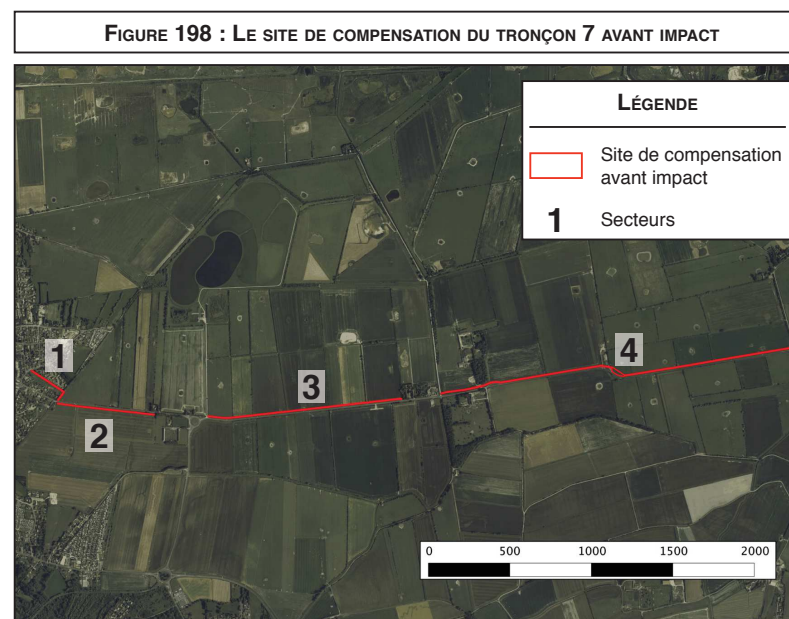 FIGURE 198 : LE SITE DE COMPENSATION DU TRONÇON 7 AVANT IMPACT
LÉGENDE
Site de compensation
avant impact
1 Secteurs
1
2
3
4
0 500 1000 1500 2000